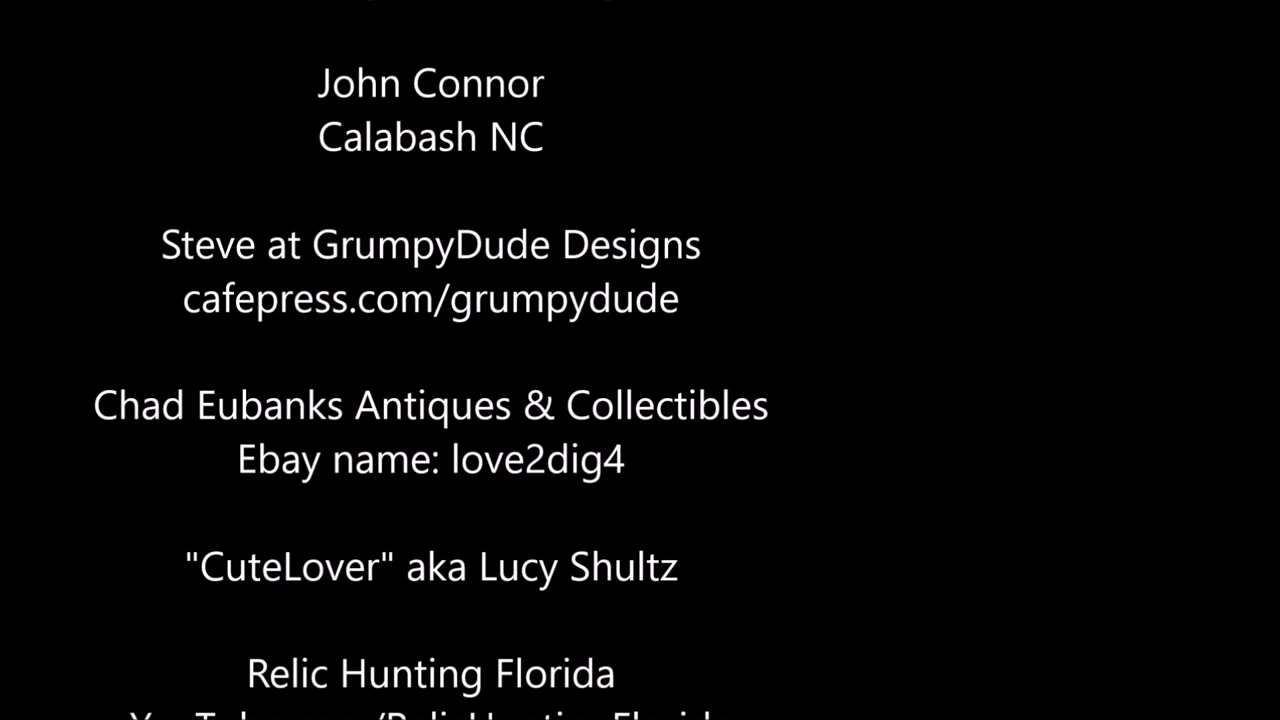 John Connor
Calabash NC
Steve at GrumpyDude Designs
cafepress.com/grumpydude
Chad Eubanks Antiques & Collectibles
Ebay name: love2dig4
"CuteLover" aka Lucy Shultz
Relic Hunting Florida